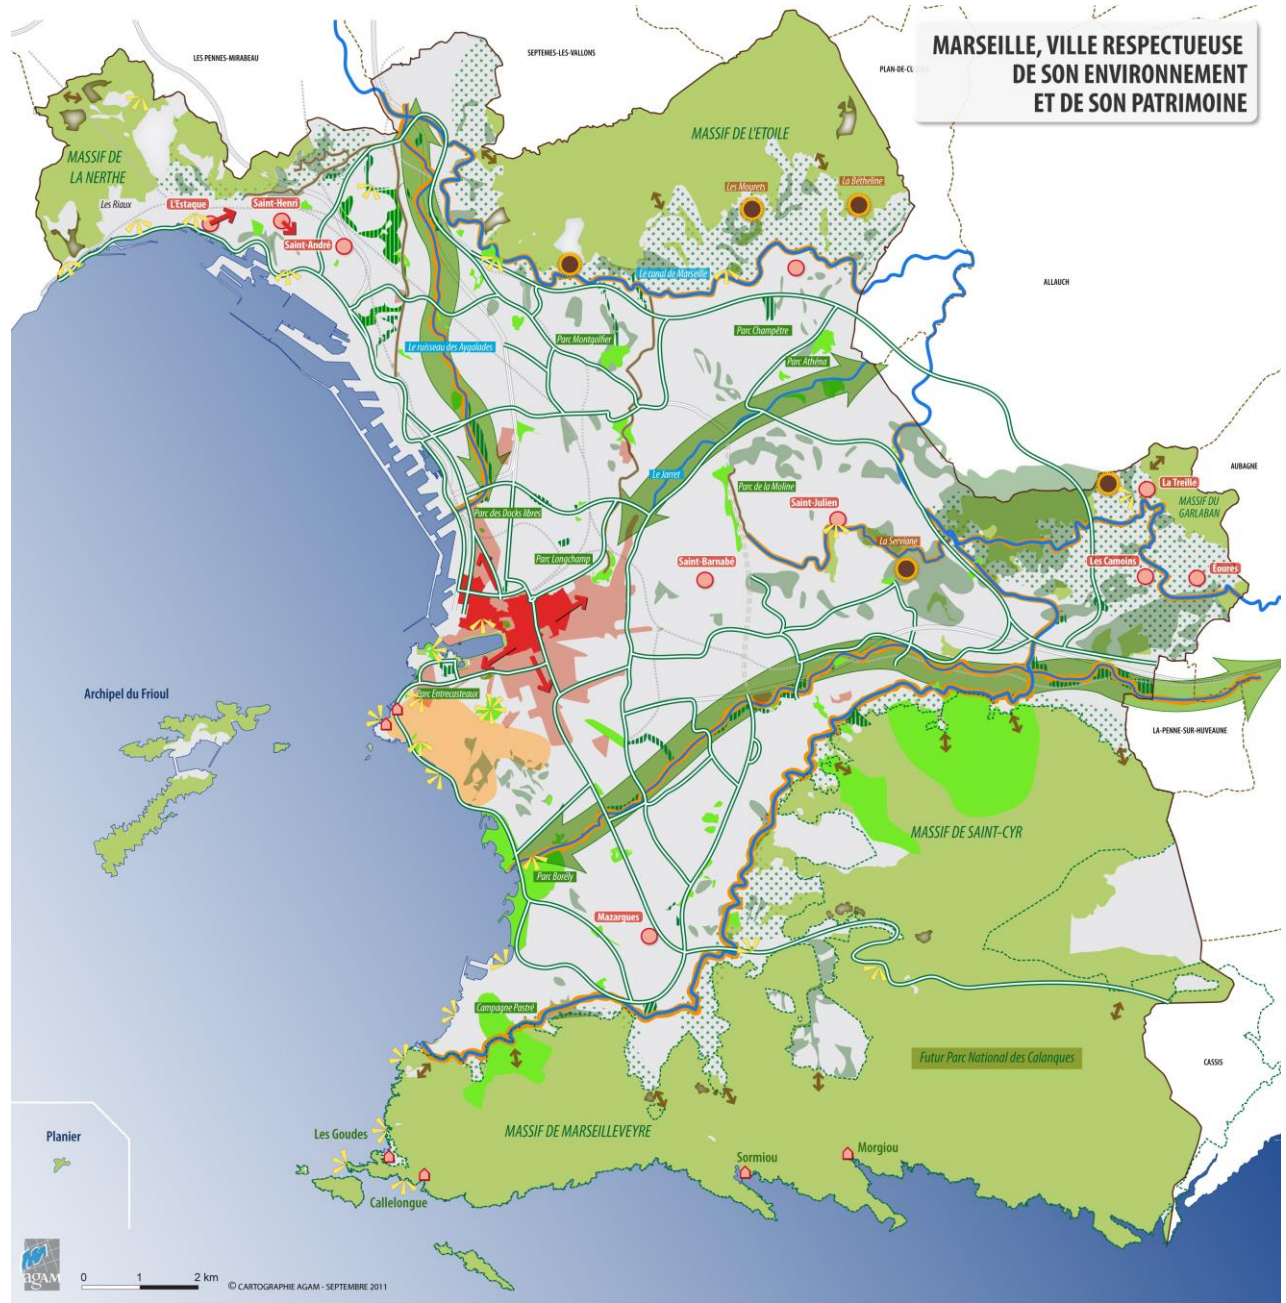 MARSEILLE, VILLE RESPECTUEUSE
DE SON ENVIRONNEMENT
ET DE SON PATRIMOINE
LES PENNES-MIRABEAU
SEPTEMES-LES-VALLONS
MASSIF DE L'ETOILE
MASSIF DE
LA NERTHE
Les Riaux
L'Estaque
Saint-Henri
Saint-André
Les Mourets
La Bétheline
Le canal de Marseille
ALLAUCH
Parc Montgolfier
Parc Champêtre
Le ruisseau des Aygalades
Parc Athéna
Le Jarret
Parc de la Moline
AUBAGNE
La Treille
MASSIF DU
GARLABAN
Saint-Julien
Parc des Docks libres
La Serviane
Parc Longchamp
Saint-Barnabé
Les Camoins
Éoures
Archipel du Frioul
Parc Entrecasteaux
LA-PENNE-SUR-HUVEAUNE
MASSIF DE SAINT-CYR
Parc Borély
Mazargues
Campagne Pastré
Futur Parc National des Calanques
CASSIS
Planier
Les Goudes
MASSIF DE MARSEILLEVEYRE
Morgiou
Sormiou
Callelongue
agam
0 1 2 km
© CARTOGRAPHIE AGAM - SEPTEMBRE 2011